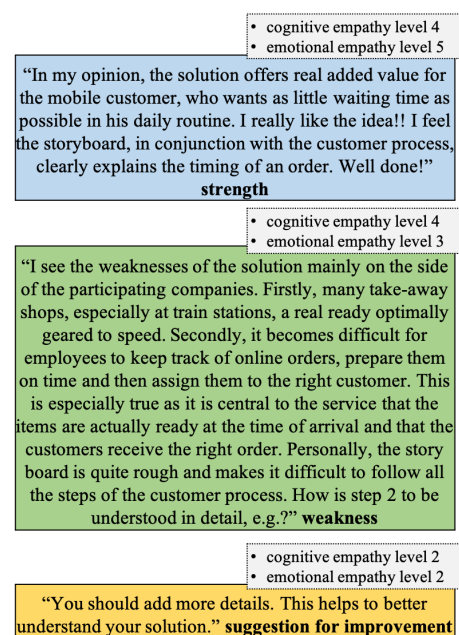 • cognitive empathy level 4
• emotional empathy level 5
“In my opinion, the solution offers real added value for
the mobile customer, who wants as little waiting time as
possible in his daily routine. I really like the idea!! I feel
the storyboard, in conjunction with the customer process,
clearly explains the timing of an order. Well done!”
strength
• cognitive empathy level 4
• emotional empathy level 3
“I see the weaknesses of the solution mainly on the side
of the participating companies. Firstly, many take-away
shops, especially at train stations, a real ready optimally
geared to speed. Secondly, it becomes difficult for
employees to keep track of online orders, prepare them
on time and then assign them to the right customer. This
is especially true as it is central to the service that the
items are actually ready at the time of arrival and that the
customers receive the right order. Personally, the story
board is quite rough and makes it difficult to follow all
the steps of the customer process. How is step 2 to be
understood in detail, e.g.?” weakness
• cognitive empathy level 2
• emotional empathy level 2
“You should add more details. This helps to better
understand your solution.” suggestion for improvement